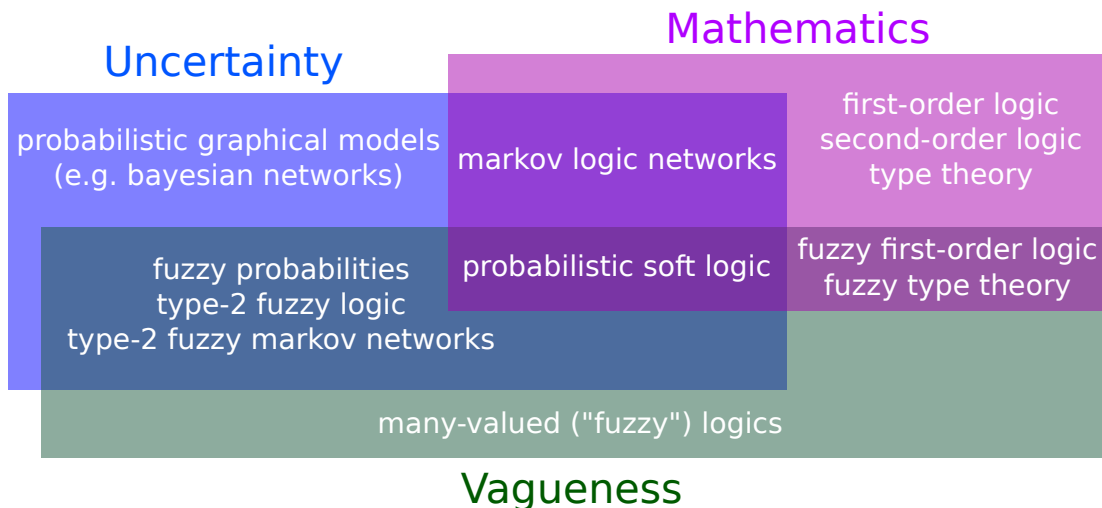 Mathematics
Uncertainty
first-order logic
second-order logic
type theory
probabilistic graphical models
(e.g. bayesian networks)
markov logic networks
fuzzy first-order logic
fuzzy type theory
probabilistic soft logic
fuzzy probabilities
type-2 fuzzy logic
type-2 fuzzy markov networks
many-valued ("fuzzy") logics
Vagueness